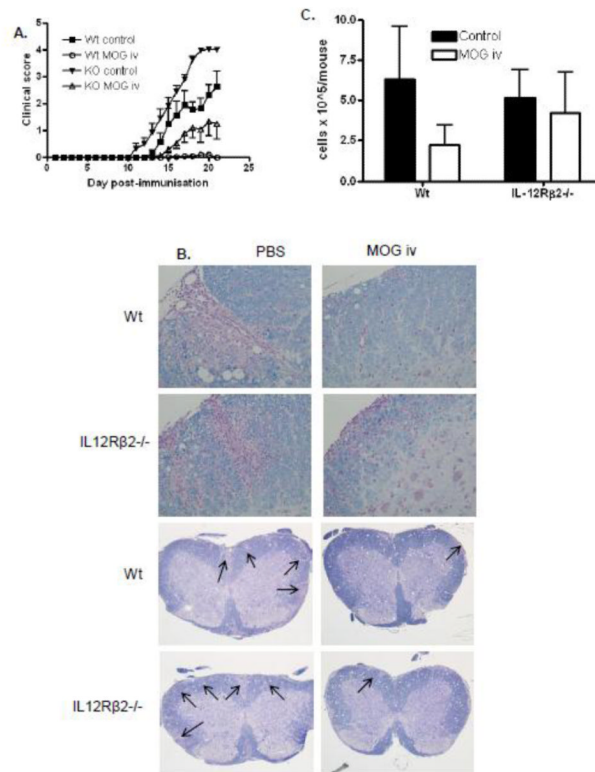 A.
Wt control
Wt MOG iv
KO control
KO MOG iv
Clinical score
5
4
3
2
1
0
0 5 10 15 20 25
Day post-immunisation
C.
Control
MOG iv
cells x 10^5/mouse
10.0
7.5
5.0
2.5
0.0
Wt IL-12Rβ2-/-
B.
PBS MOG iv
Wt
IL12Rβ2-/-
Wt
IL12Rβ2-/-